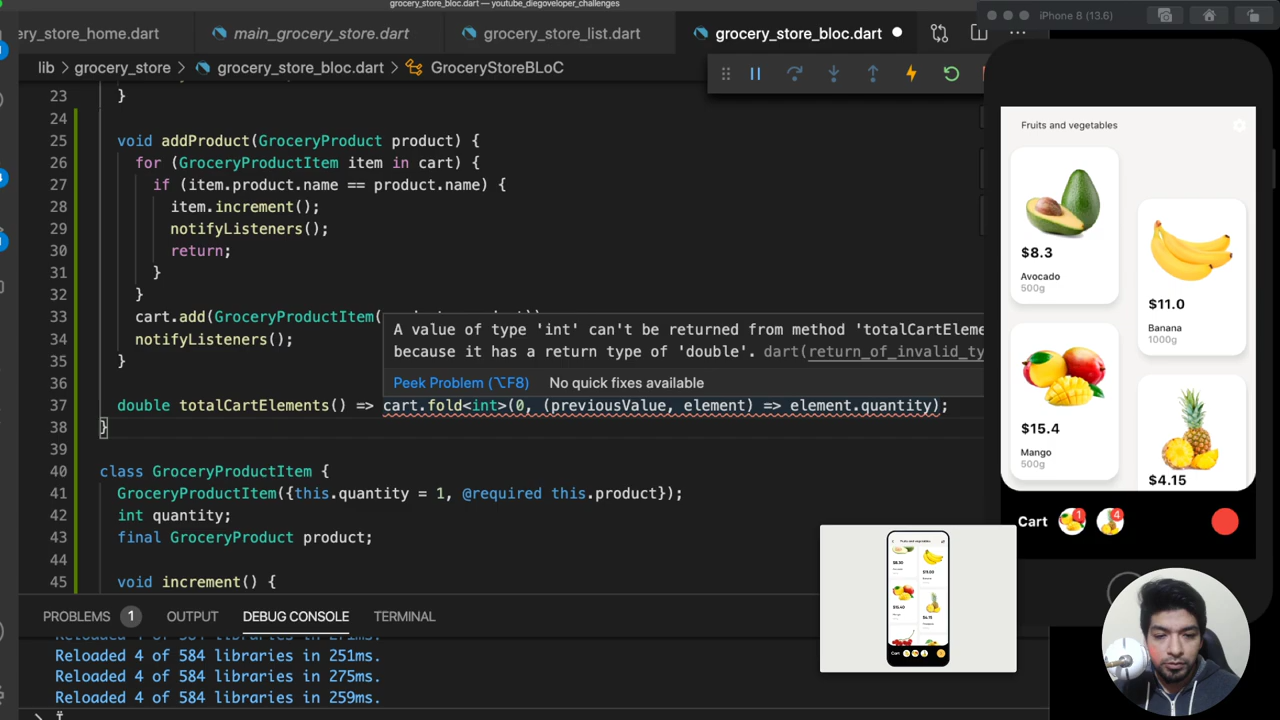 grocery_store_bloc.dart — youtube_diegoveloper_challenges
iPhone 8 (13.6)
ery_store_home.dart
main_grocery_store.dart
grocery_store_list.dart
grocery_store_bloc.dart
lib > grocery_store > grocery_store_bloc.dart > GroceryStoreBLoC
23 }
24
25 void addProduct(GroceryProduct product) {
26 for (GroceryProductItem item in cart) {
27 if (item.product.name == product.name) {
28 item.increment();
29 notifyListeners();
30 return;
31 }
32 }
33 cart.add(GroceryProductItem(
34 notifyListeners();
35 }
36
37 double totalCartElements() => cart.fold<int>(0, (previousValue, element) => element.quantity);
38 }
39
40 class GroceryProductItem {
41 GroceryProductItem({this.quantity = 1, @required this.product});
42 int quantity;
43 final GroceryProduct product;
44
45 void increment() {
A value of type 'int' can't be returned from method 'totalCartEleme
because it has a return type of 'double'. dart(return_of_invalid_ty
Peek Problem (⌥F8) No quick fixes available
PROBLEMS 1 OUTPUT DEBUG CONSOLE TERMINAL
Reloaded 4 of 584 libraries in 251ms.
Reloaded 4 of 584 libraries in 275ms.
Reloaded 4 of 584 libraries in 259ms.
Fruits and vegetables
$8.3
Avocado
500g
$11.0
Banana
1000g
$15.4
Mango
500g
$4.15
Cart 1 4
Fruits and vegetables